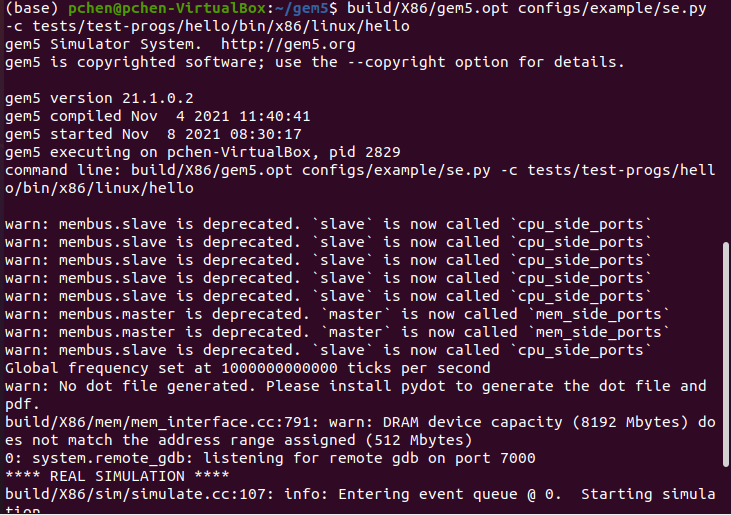 (base) pchen@pchen-VirtualBox:~/gem5$ build/X86/gem5.opt configs/example/se.py
-c tests/test-progs/hello/bin/x86/linux/hello
gem5 Simulator System.  http://gem5.org
gem5 is copyrighted software; use the --copyright option for details.

gem5 version 21.1.0.2
gem5 compiled Nov  4 2021 11:40:41
gem5 started Nov  8 2021 08:30:17
gem5 executing on pchen-VirtualBox, pid 2829
command line: build/X86/gem5.opt configs/example/se.py -c tests/test-progs/hell
o/bin/x86/linux/hello

warn: membus.slave is deprecated. `slave` is now called `cpu_side_ports`
warn: membus.slave is deprecated. `slave` is now called `cpu_side_ports`
warn: membus.slave is deprecated. `slave` is now called `cpu_side_ports`
warn: membus.slave is deprecated. `slave` is now called `cpu_side_ports`
warn: membus.slave is deprecated. `slave` is now called `cpu_side_ports`
warn: membus.master is deprecated. `master` is now called `mem_side_ports`
warn: membus.master is deprecated. `master` is now called `mem_side_ports`
warn: membus.slave is deprecated. `slave` is now called `cpu_side_ports`
Global frequency set at 1000000000000 ticks per second
warn: No dot file generated. Please install pydot to generate the dot file and
pdf.
build/X86/mem/mem_interface.cc:791: warn: DRAM device capacity (8192 Mbytes) do
es not match the address range assigned (512 Mbytes)
0: system.remote_gdb: listening for remote gdb on port 7000
**** REAL SIMULATION ****
build/X86/sim/simulate.cc:107: info: Entering event queue @ 0.  Starting simula
tion